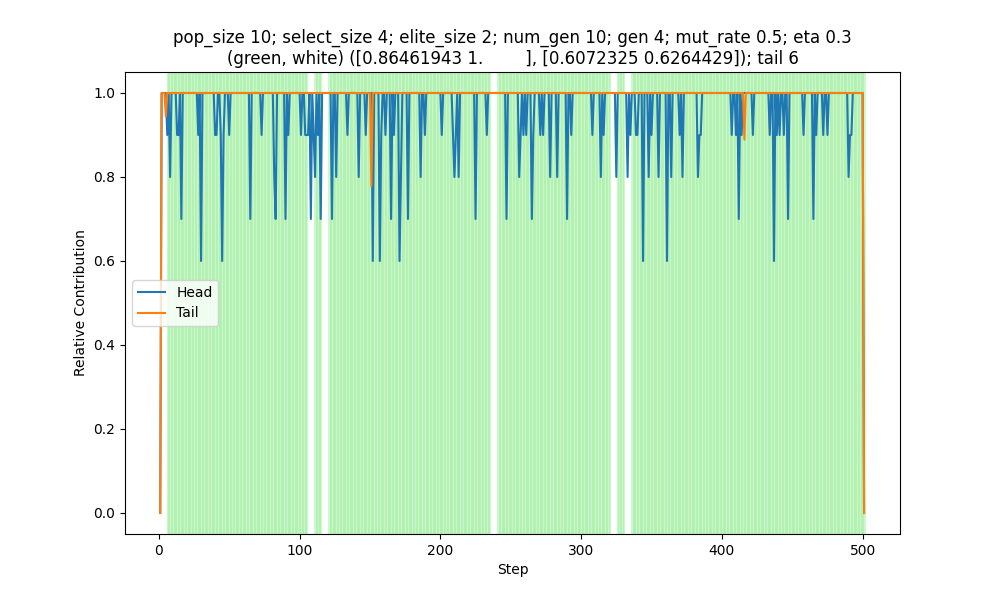 pop_size 10; select_size 4; elite_size 2; num_gen 10; gen 4; mut_rate 0.5; eta 0.3
(green, white) ([0.86461943 1.        ], [0.6072325 0.6264429]); tail 6
1.0
0.8
0.6
0.4
0.2
0.0
Relative Contribution
Head
Tail
0
100
200
300
400
500
Step